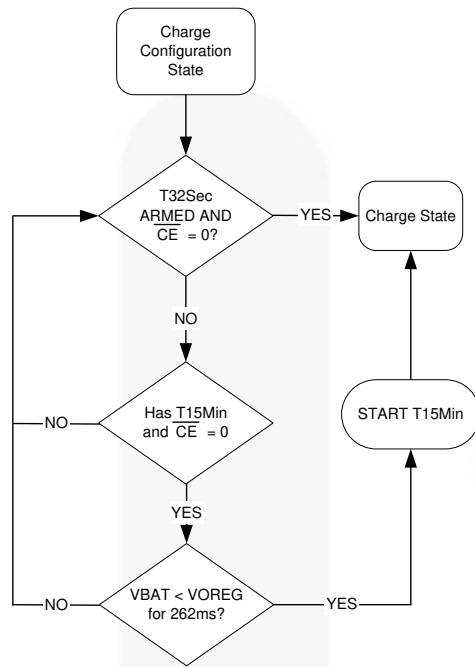 Charge
Configuration
State
T32Sec
ARMED AND
CE = 0?
YES
Charge State
NO
Has T15Min
and CE = 0
NO
START T15Min
YES
VBAT < VOREG
for 262ms?
NO
YES